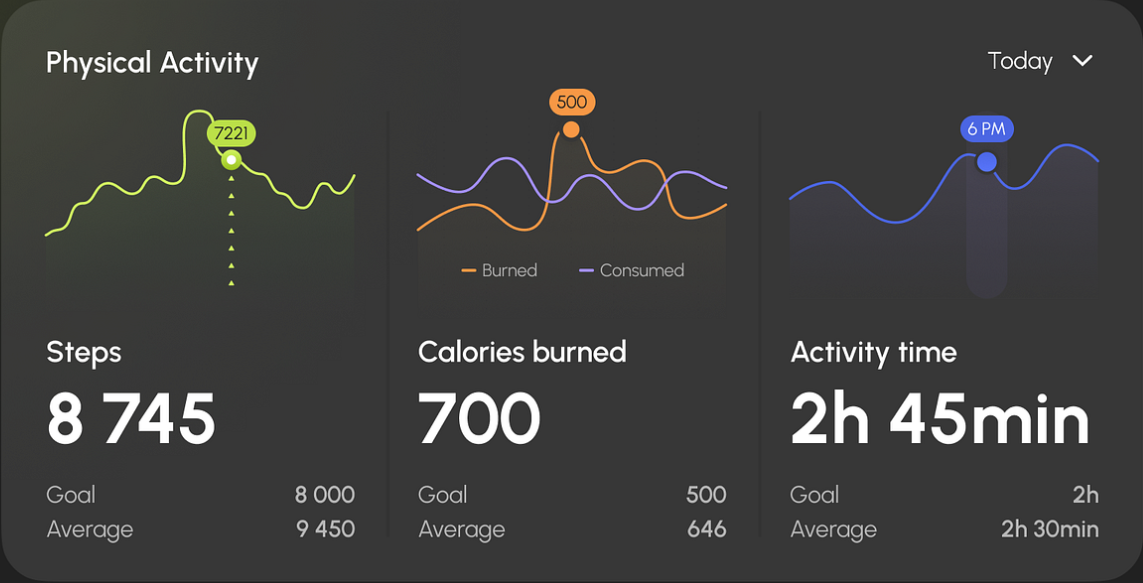 Physical Activity
Today
7221
Steps
8 745
Goal 8 000
Average 9 450
500
Burned Consumed
Calories burned
700
Goal 500
Average 646
6 PM
Activity time
2h 45min
Goal 2h
Average 2h 30min